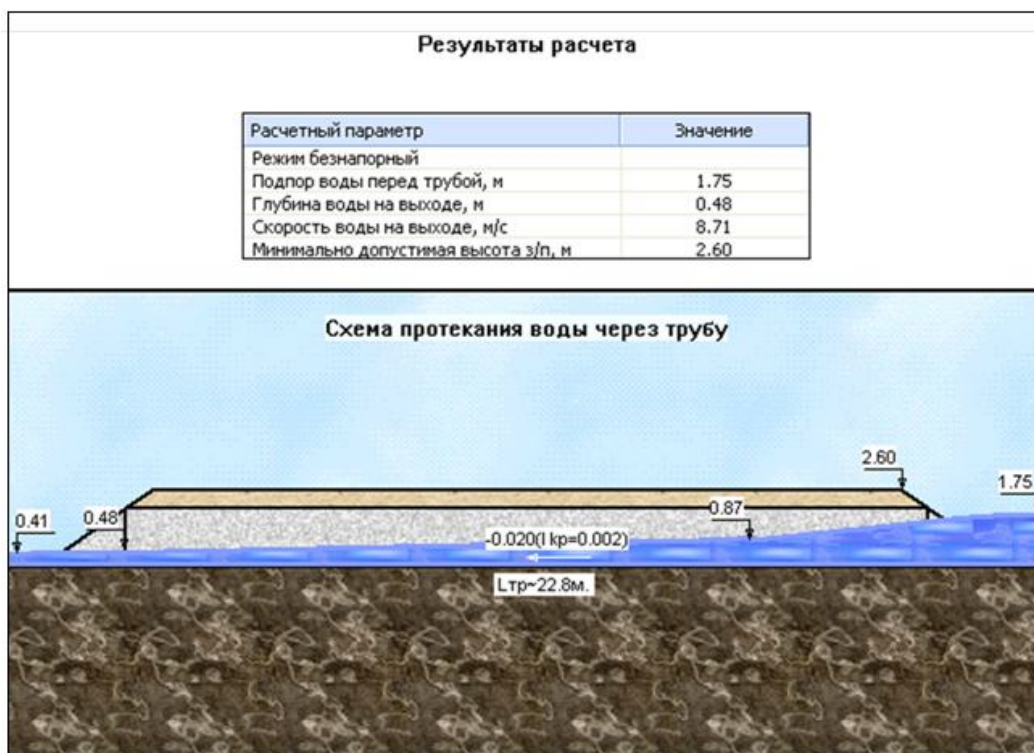 Результаты расчета
Расчетный параметр Значение
Режим безнапорный
Подпор воды перед трубой, м 1.75
Глубина воды на выходе, м 0.48
Скорость воды на выходе, м/с 8.71
Минимально допустимая высота з/п, м 2.60
Схема протекания воды через трубу
2.60
1.75
0.41 0.48 0.87
-0.020(I kp=0.002)
Lтр~22.8м.